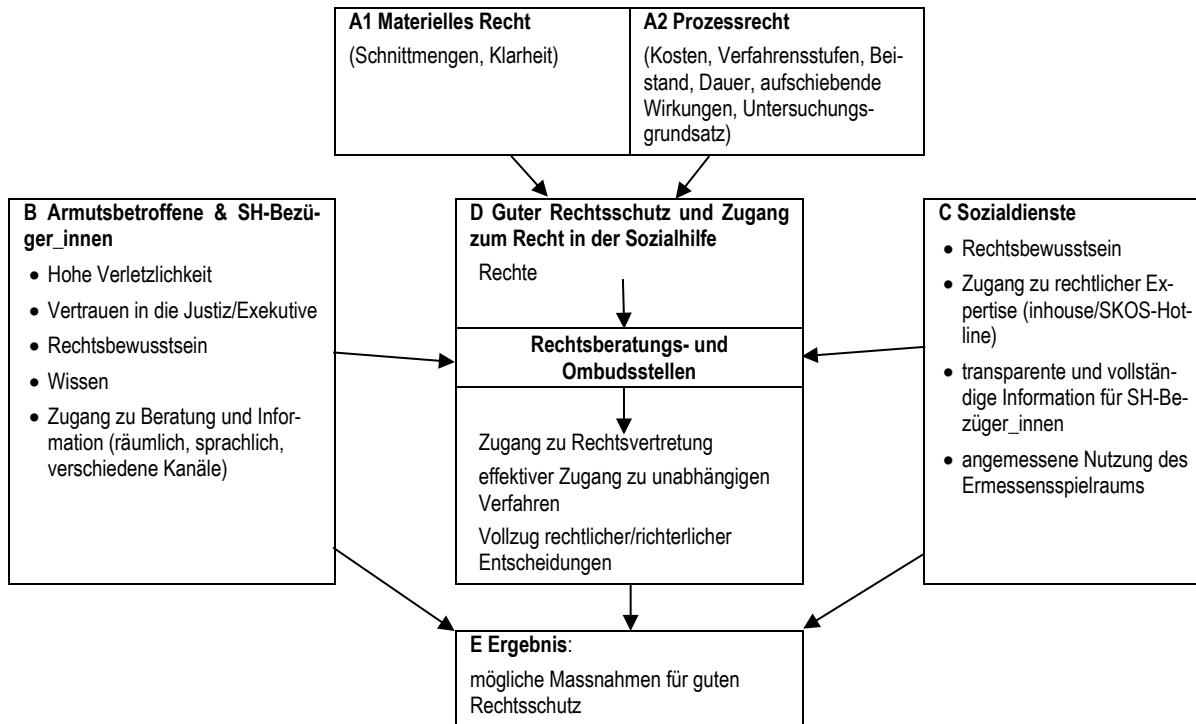 A1 Materielles Recht
(Schnittmengen, Klarheit)
A2 Prozessrecht
(Kosten, Verfahrensstufen, Bei-
stand, Dauer, aufschiebende
Wirkungen, Untersuchungs-
grundsatz)
B Armutsbetroffene & SH-Bezü-
ger_innen
• Hohe Verletzlichkeit
• Vertrauen in die Justiz/Exekutive
• Rechtsbewusstsein
• Wissen
• Zugang zu Beratung und Infor-
mation (räumlich, sprachlich,
verschiedene Kanäle)
D Guter Rechtsschutz und Zugang
zum Recht in der Sozialhilfe
Rechte
Rechtsberatungs- und
Ombudsstellen
Zugang zu Rechtsvertretung
effektiver Zugang zu unabhängigen
Verfahren
Vollzug rechtlicher/richterlicher
Entscheidungen
C Sozialdienste
• Rechtsbewusstsein
• Zugang zu rechtlicher Ex-
pertise (inhouse/SKOS-Hot-
line)
• transparente und vollstän-
dige Information für SH-Be-
züger_innen
• angemessene Nutzung des
Ermessensspielraums
E Ergebnis:
mögliche Massnahmen für guten
Rechtsschutz